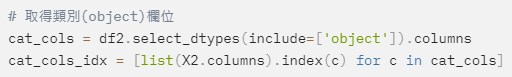 # 取得類別(object)欄位
cat_cols = df2.select_dtypes(include=['object']).columns
cat_cols_idx = [list(X2.columns).index(c) for c in cat_cols]